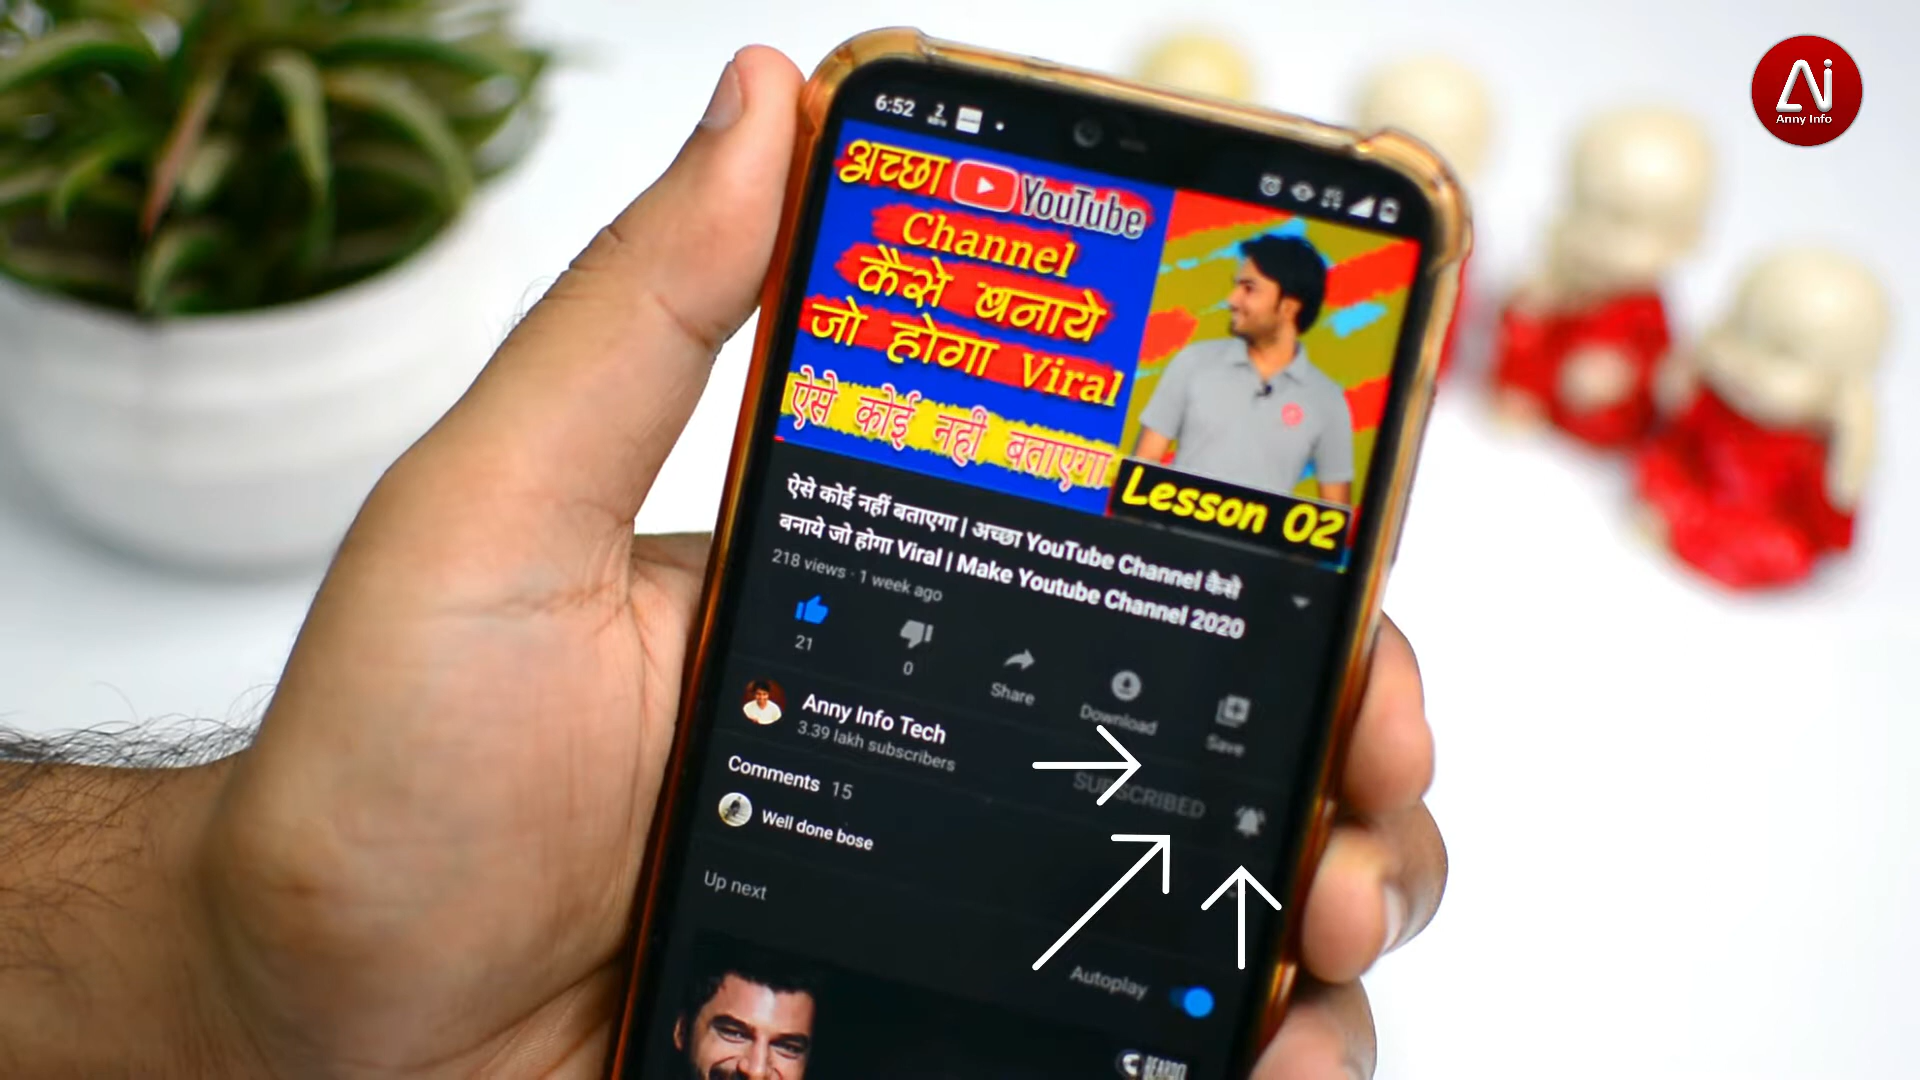 Ai
Anny Info
6:52
अच्छा YouTube
Channel
कैसे बनाये
जो होगा Viral
ऐसे कोई नहीं बताएगा
Lesson 02
ऐसे कोई नहीं बताएगा | अच्छा YouTube Channel कैसे
बनाये जो होगा Viral | Make Youtube Channel 2020
218 views · 1 week ago
21
0
Share
Download
Save
Anny Info Tech
3.39 lakh subscribers
SUBSCRIBED
Comments 15
Well done bose
Up next
Autoplay
BEARDO